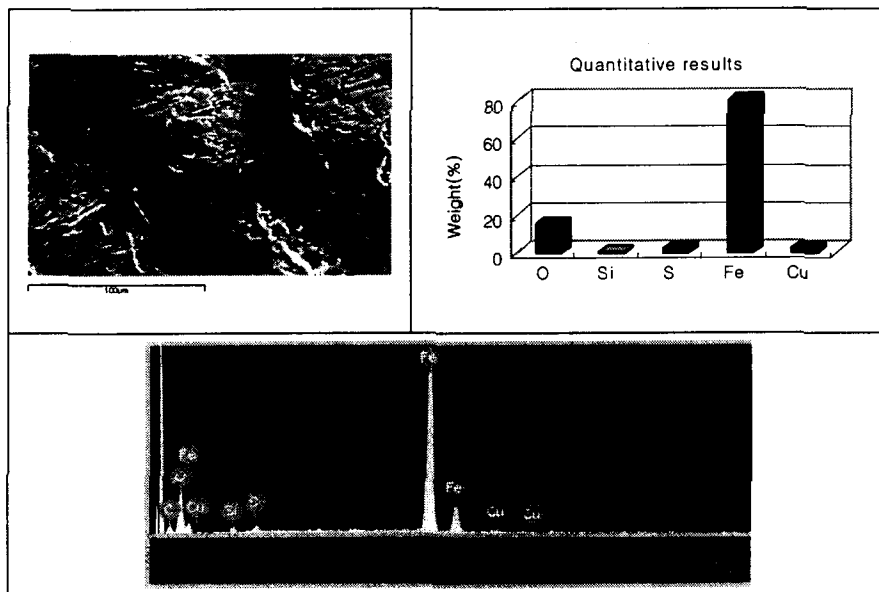 Quantitative results
Weight(%)
80
60
40
20
0
O Si S Fe Cu
100µm
Fe
Fe
O
C Cu Si S
Fe
Cu Cu